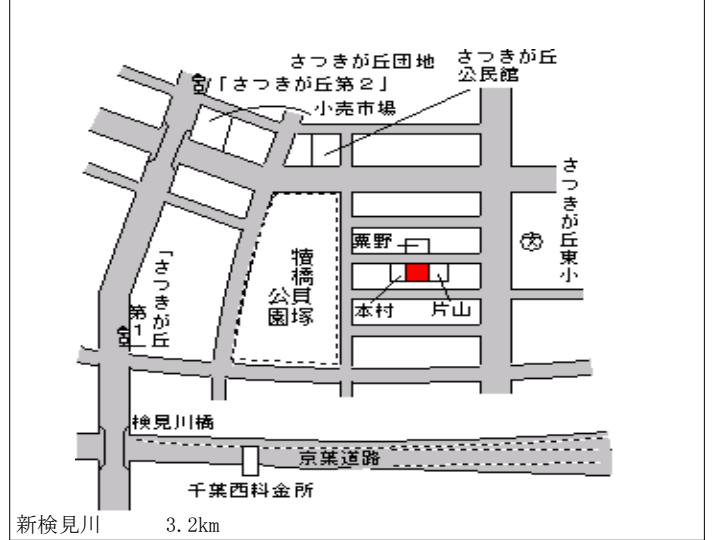 さつきが丘団地
さつきが丘
公民館
「さつきが丘第2」
小売市場
さつきが丘東小
粟野
犢橋貝塚
公園
「さつきが丘
第1」
本村
片山
検見川橋
京葉道路
千葉西料金所
新検見川 3.2km